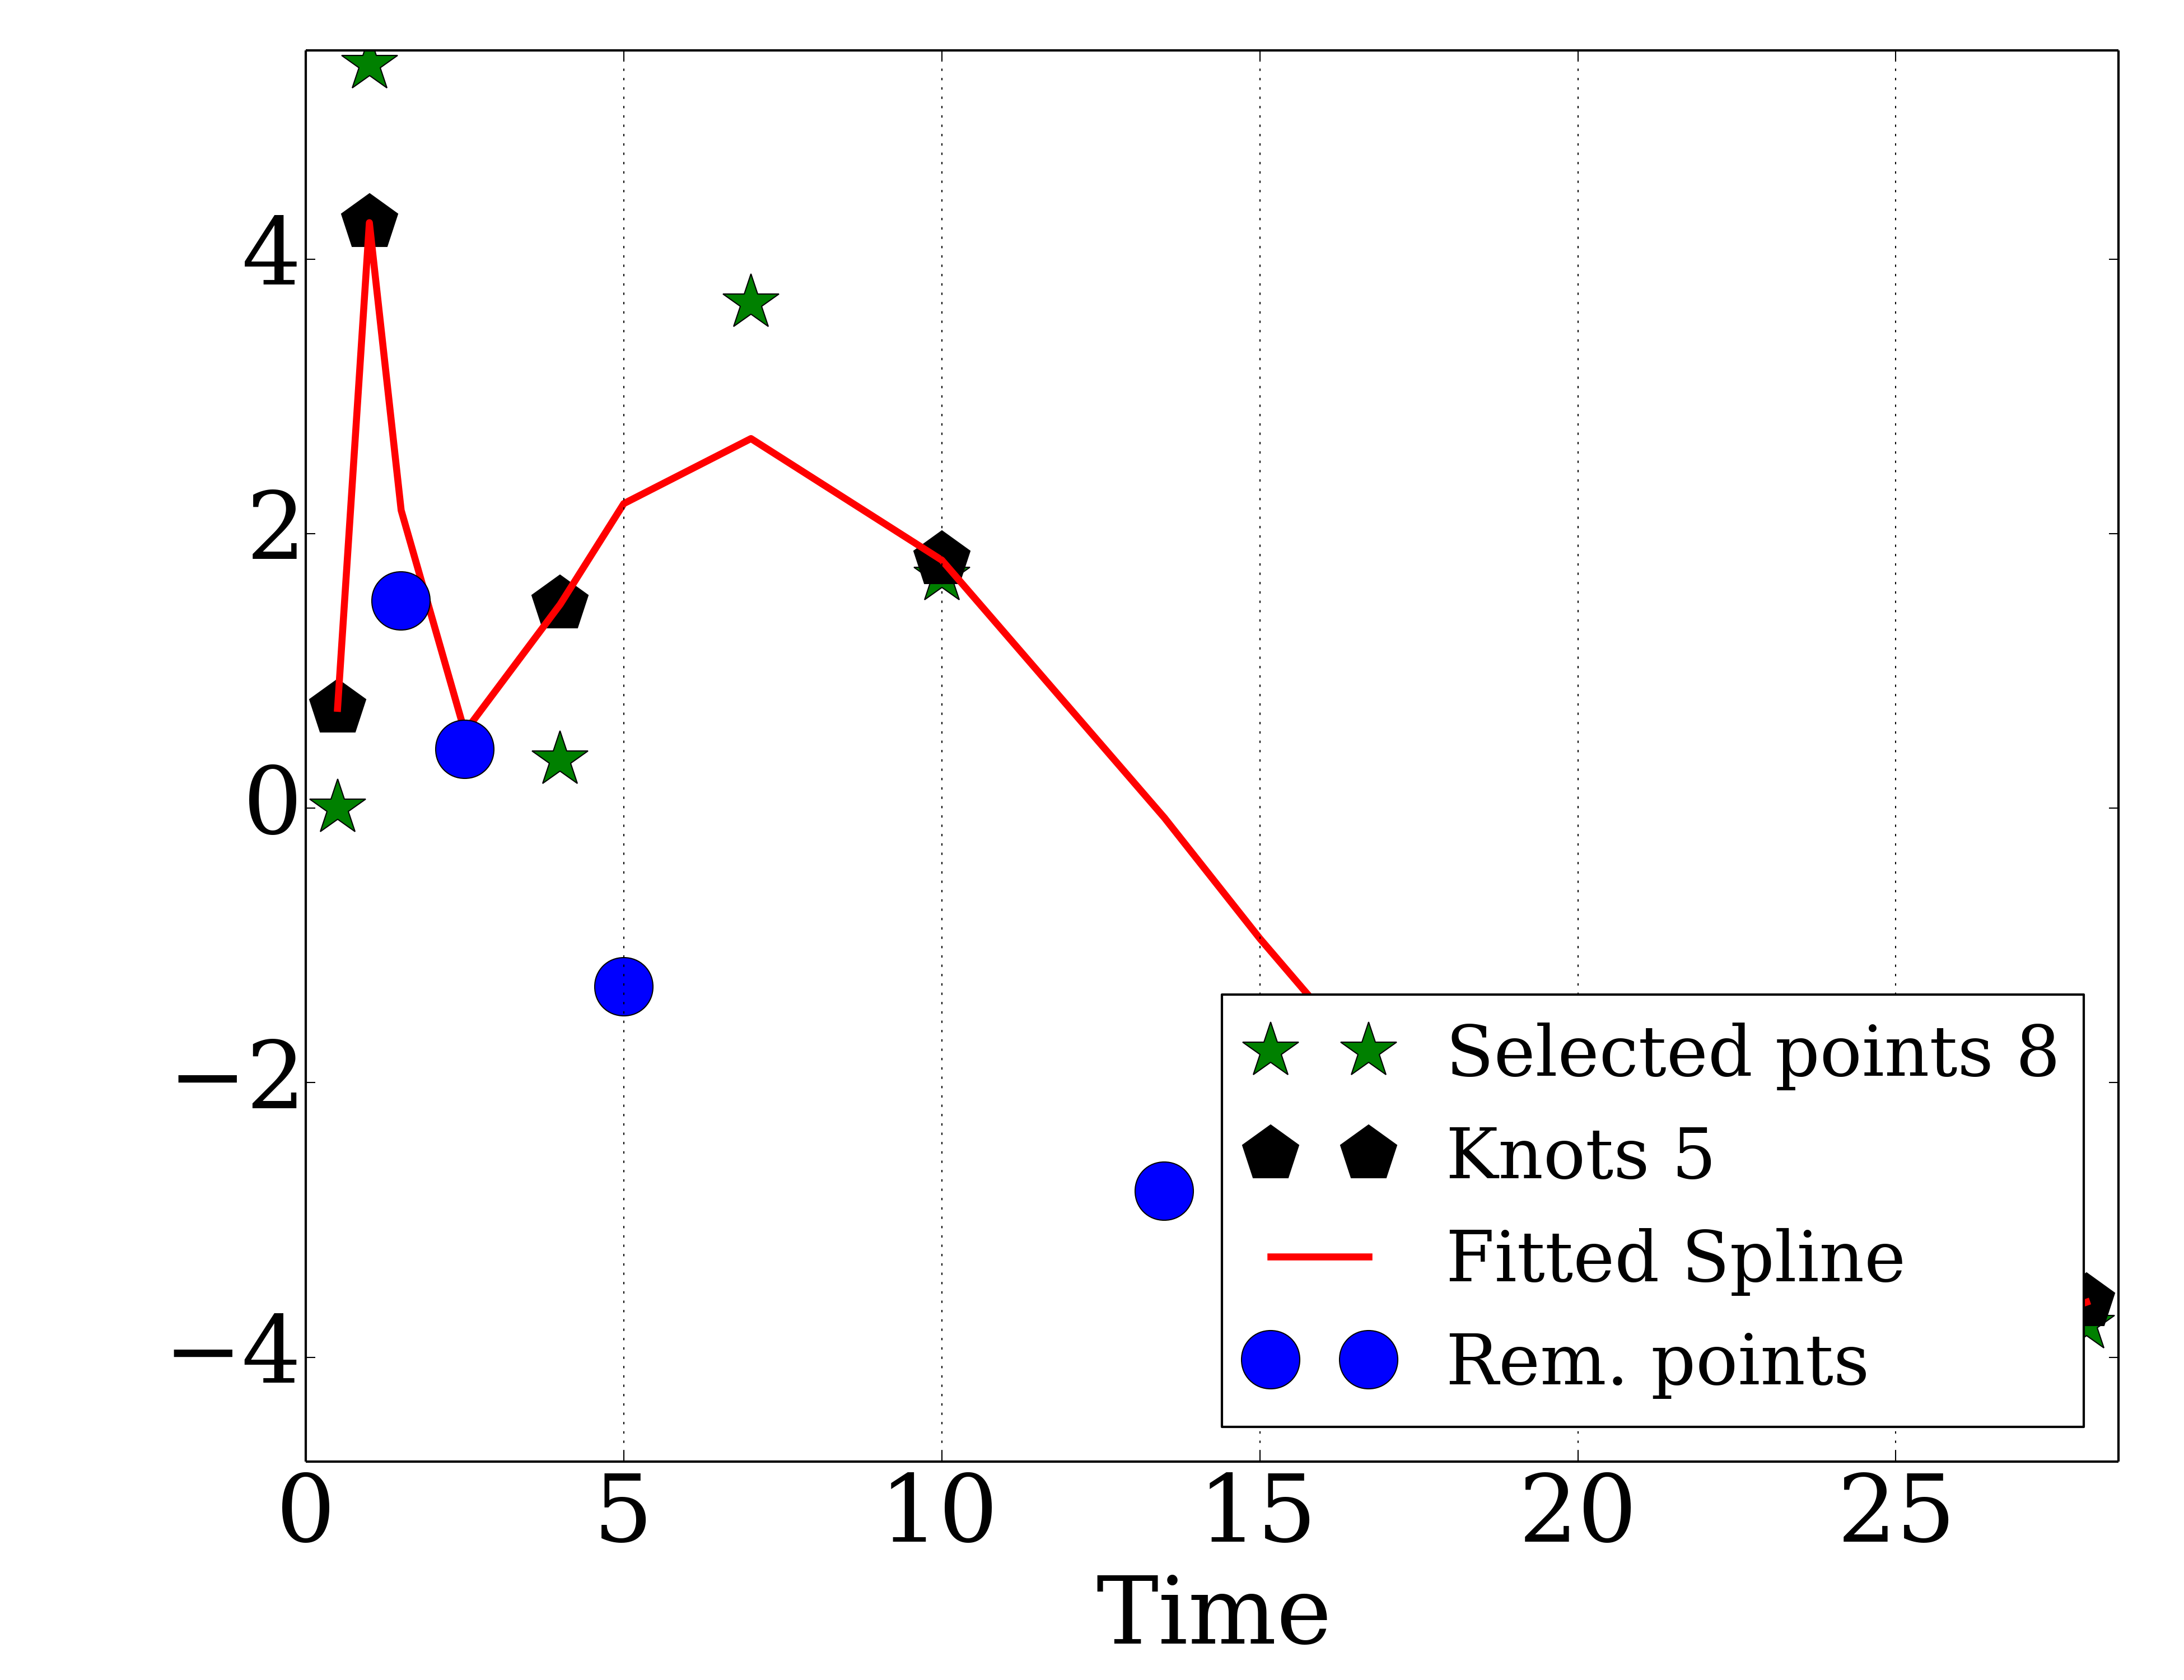 4
2
0
−2
−4
0 5 10 15 20 25
Time
Selected points 8
Knots 5
Fitted Spline
Rem. points